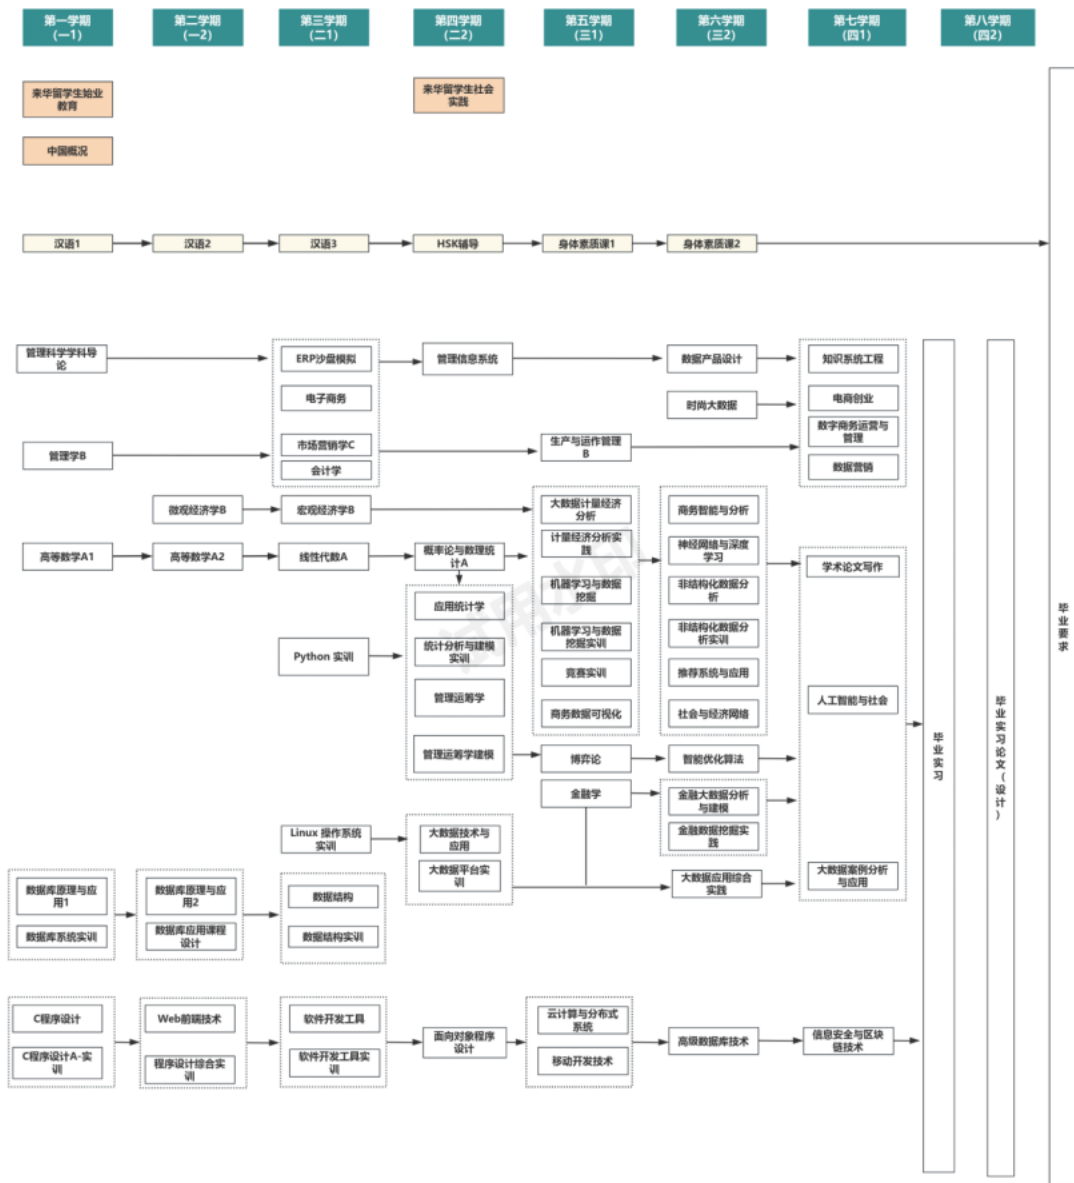 第一学期
（一1）
第二学期
（一2）
第三学期
（二1）
第四学期
（二2）
第五学期
（三1）
第六学期
（三2）
第七学期
（四1）
第八学期
（四2）
来华留学生始业
教育
来华留学生社会
实践
中国概况
汉语1
汉语2
汉语3
HSK辅导
身体素质课1
身体素质课2
管理科学学科导
论
ERP沙盘模拟
管理信息系统
数据产品设计
知识系统工程
电子商务
时尚大数据
电商创业
管理学B
市场营销学C
会计学
生产与运作管理
B
数字商务运营与
管理
数据营销
微观经济学B
宏观经济学B
大数据计量经济
分析
商务智能与分析
高等数学A1
高等数学A2
线性代数A
概率论与数理统
计A
计量经济分析实
践
神经网络与深度
学习
学术论文写作
应用统计学
机器学习与数据
挖掘
非结构化数据分
析
Python 实训
统计分析与建模
实训
机器学习与数据
挖掘实训
非结构化数据分
析实训
管理运筹学
竞赛实训
推荐系统与应用
人工智能与社会
商务数据可视化
社会与经济网络
管理运筹学建模
博弈论
智能优化算法
金融学
金融大数据分析
与建模
金融数据挖掘实
践
Linux 操作系统
实训
大数据技术与
应用
大数据平台实
训
大数据应用综合
实践
大数据案例分析
与应用
数据库原理与应
用1
数据库原理与应
用2
数据结构
数据库系统实训
数据库应用课程
设计
数据结构实训
C程序设计
Web前端技术
软件开发工具
面向对象程序
设计
云计算与分布式
系统
高级数据库技术
信息安全与区块
链技术
C程序设计A-实
训
程序设计综合实
训
软件开发工具实
训
移动开发技术
毕业实习
毕业实习论文（设计）
毕业要求
试用水印